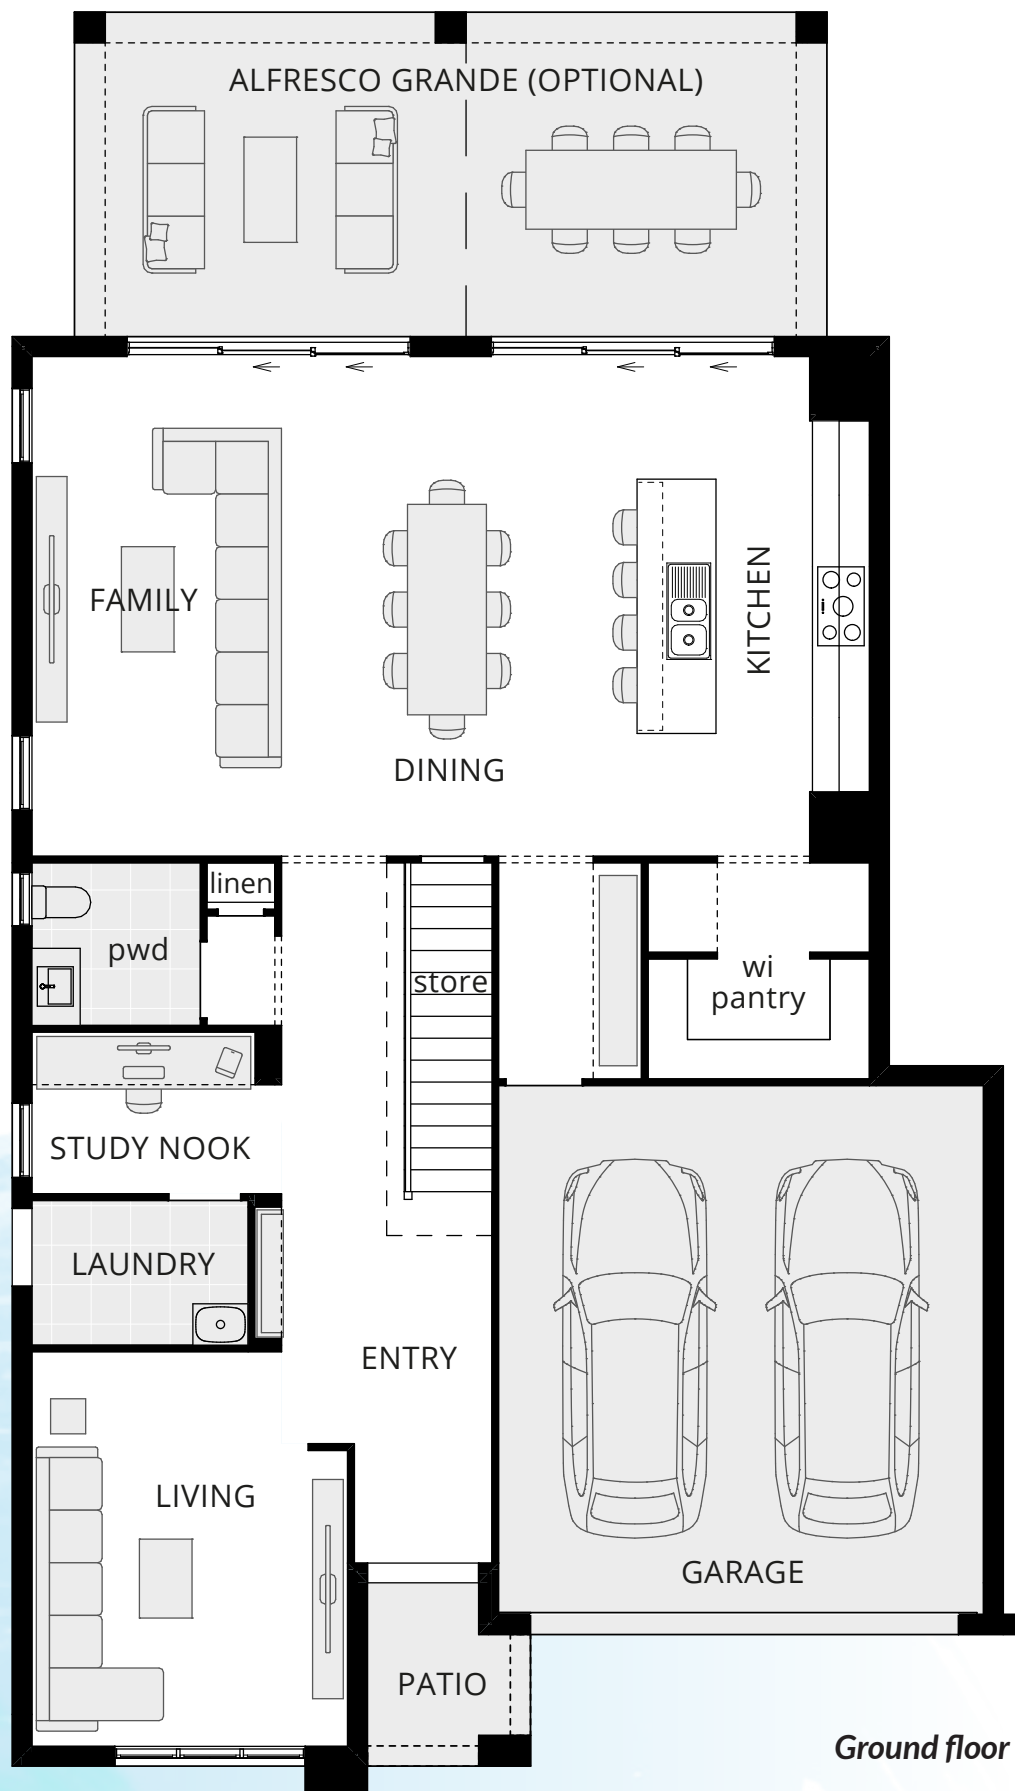 ALFRESCO GRANDE (OPTIONAL)
FAMILY
KITCHEN
DINING
linen
pwd
store
wi
pantry
STUDY NOOK
LAUNDRY
ENTRY
LIVING
GARAGE
PATIO
Ground floor